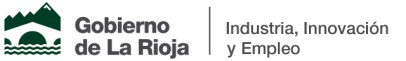 Gobierno
de La Rioja
Industria, Innovación
y Empleo